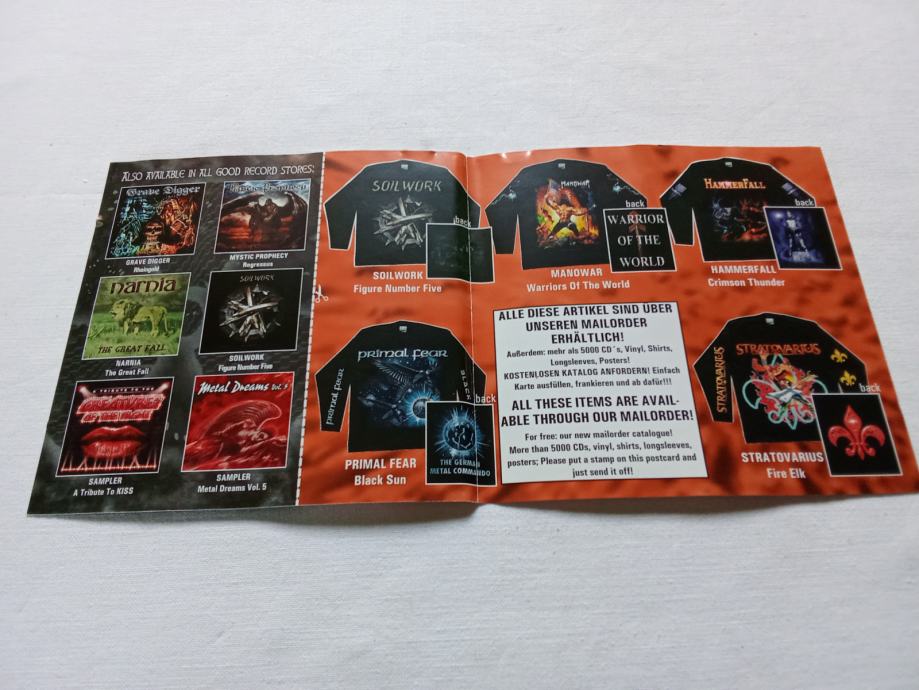 ALSO AVAILABLE IN ALL GOOD RECORD STORES:
Grave Digger
GRAVE DIGGER
Rheingold
MYSTIC PROPHECY
Regressus
narnia
THE GREAT FALL
NARNIA
The Great Fall
SOILWORK
SOILWORK
Figure Number Five
A TRIBUTE TO THE
SAMPLER
A Tribute To KISS
Metal Dreams Vol. 5
SAMPLER
Metal Dreams Vol. 5
SOILWORK
back
SOILWORK
Figure Number Five
MANOWAR
back
WARRIOR
OF THE
WORLD
MANOWAR
Warriors Of The World
HAMMERFALL
back
HAMMERFALL
Crimson Thunder
primal fear
primal fear
back
THE GERMAN
METAL COMMANDO
PRIMAL FEAR
Black Sun
ALLE DIESE ARTIKEL SIND ÜBER
UNSEREN MAILORDER
ERHÄLTLICH!
Außerdem: mehr als 5000 CD´s, Vinyl, Shirts,
Longsleeves, Posters!
KOSTENLOSEN KATALOG ANFORDERN! Einfach
Karte ausfüllen, frankieren und ab dafür!!!
ALL THESE ITEMS ARE AVAIL-
ABLE THROUGH OUR MAILORDER!
For free: our new mailorder catalogue!
More than 5000 CDs, vinyl, shirts, longsleeves,
posters; Please put a stamp on this postcard and
just send it off!
STRATOVARIUS
STRATOVARIUS
back
STRATOVARIUS
Fire Elk